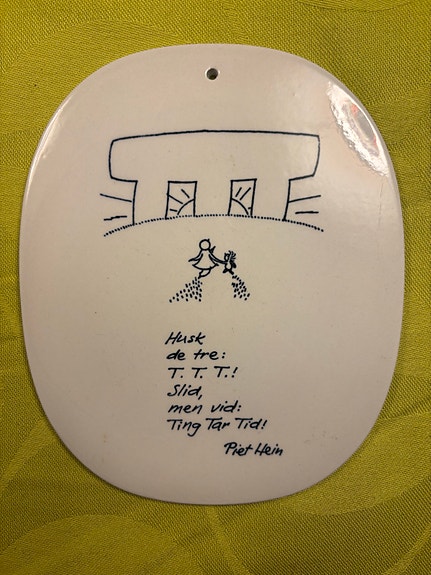 Husk
de tre:
T. T. T.!
Slid,
men vid:
Ting Tar Tid!
Piet Hein